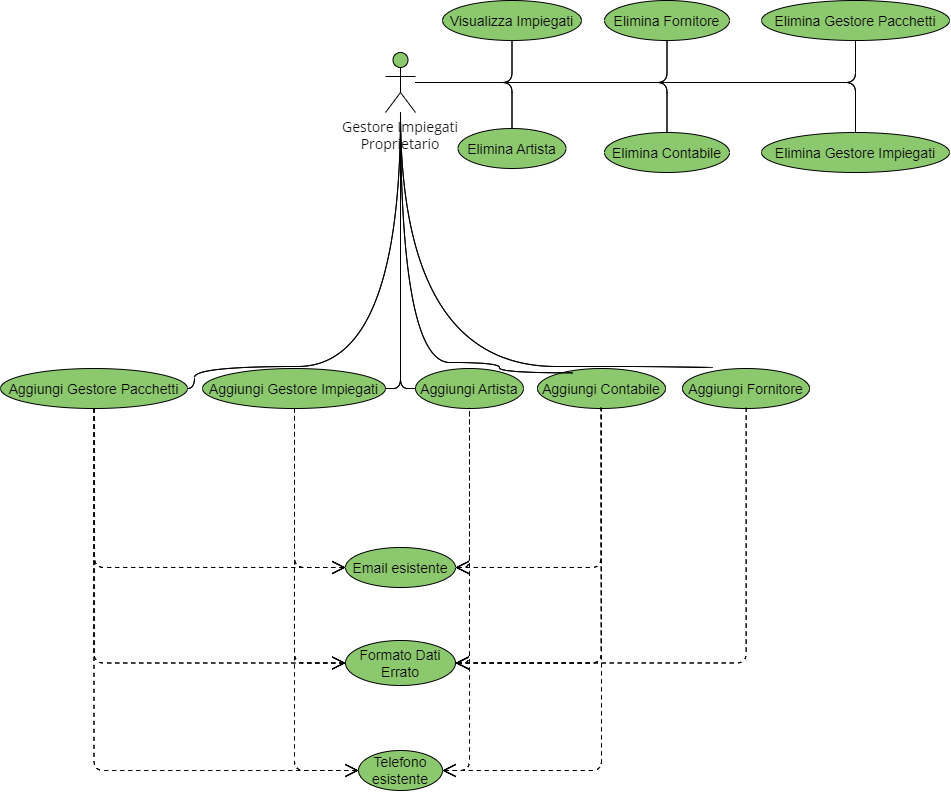 Visualizza Impiegati
Elimina Fornitore
Elimina Gestore Pacchetti
Gestore Impiegati
Proprietario
Elimina Artista
Elimina Contabile
Elimina Gestore Impiegati
Aggiungi Gestore Pacchetti
Aggiungi Gestore Impiegati
Aggiungi Artista
Aggiungi Contabile
Aggiungi Fornitore
Email esistente
Formato Dati
Errato
Telefono
esistente